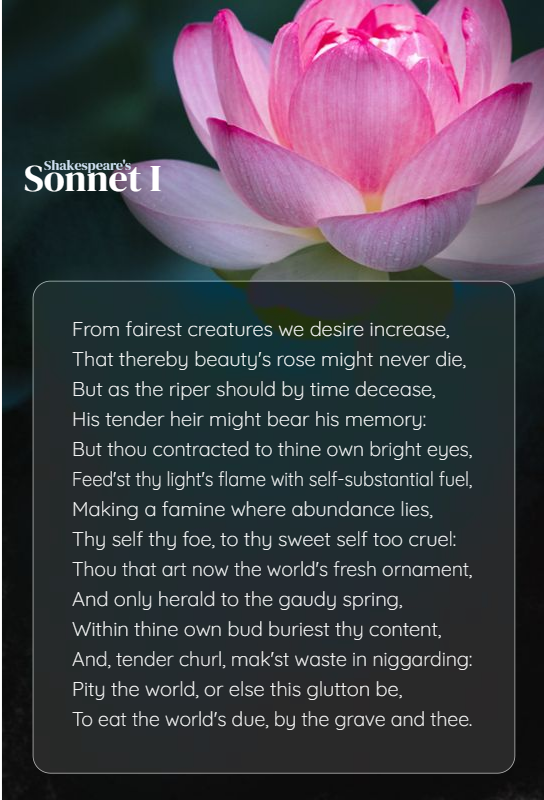 Shakespeare's
Sonnet I
From fairest creatures we desire increase,
That thereby beauty's rose might never die,
But as the riper should by time decease,
His tender heir might bear his memory:
But thou contracted to thine own bright eyes,
Feed'st thy light's flame with self-substantial fuel,
Making a famine where abundance lies,
Thy self thy foe, to thy sweet self too cruel:
Thou that art now the world's fresh ornament,
And only herald to the gaudy spring,
Within thine own bud buriest thy content,
And, tender churl, mak'st waste in niggarding:
Pity the world, or else this glutton be,
To eat the world's due, by the grave and thee.